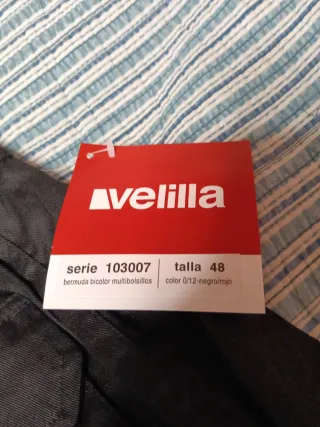 velilla
serie 103007 talla 48
bermuda bicolor multibolsillos color 0/12-negro/rojo